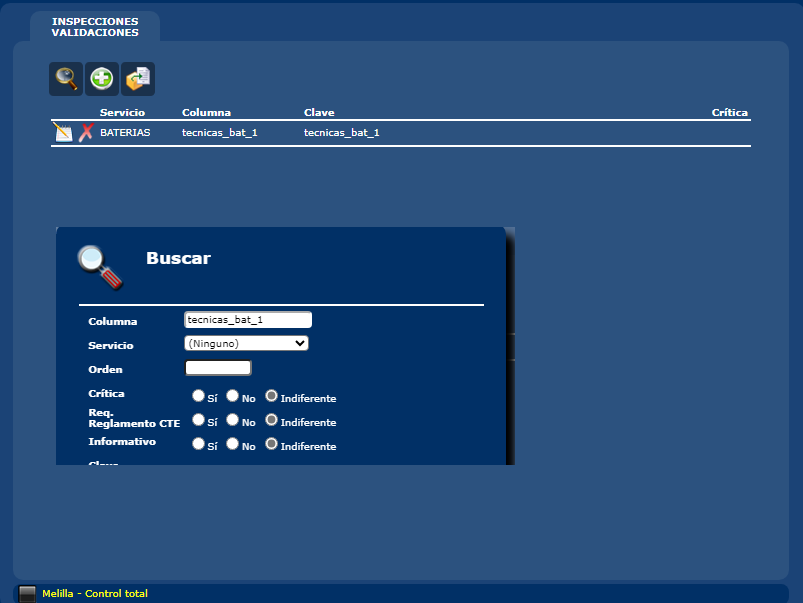 INSPECCIONES
VALIDACIONES
Servicio Columna Clave Crítica
BATERIAS tecnicas_bat_1 tecnicas_bat_1
Buscar
Columna tecnicas_bat_1
Servicio (Ninguno)
Orden
Crítica Sí No Indiferente
Req.
Reglamento CTE Sí No Indiferente
Informativo Sí No Indiferente
Clave
Melilla - Control total